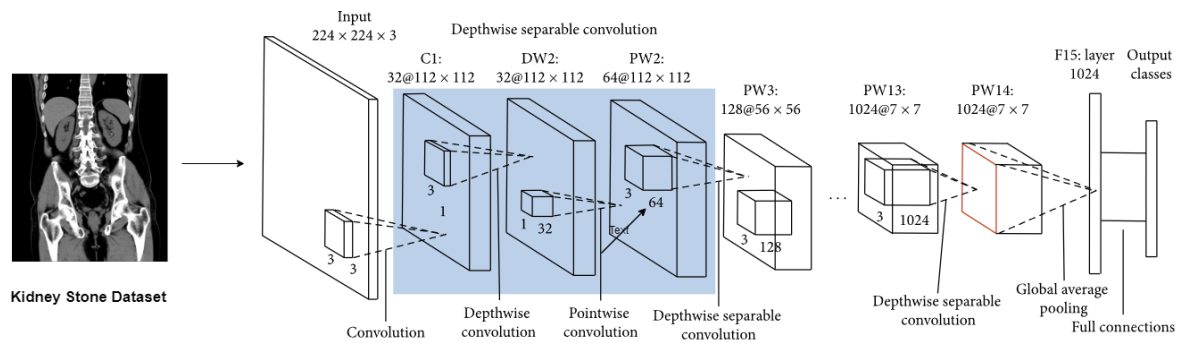 Input
224 × 224 × 3
Depthwise separable convolution
C1:
32@112 × 112
DW2:
32@112 × 112
PW2:
64@112 × 112
PW3:
128@56 × 56
PW13:
1024@7 × 7
PW14:
1024@7 × 7
F15: layer
1024
Output
classes
3
3
3
1
1
32
3
64
Text
3
128
. . .
3
1024
Kidney Stone Dataset
Convolution
Depthwise
convolution
Pointwise
convolution
Depthwise separable
convolution
Depthwise separable
convolution
Global average
pooling
Full connections